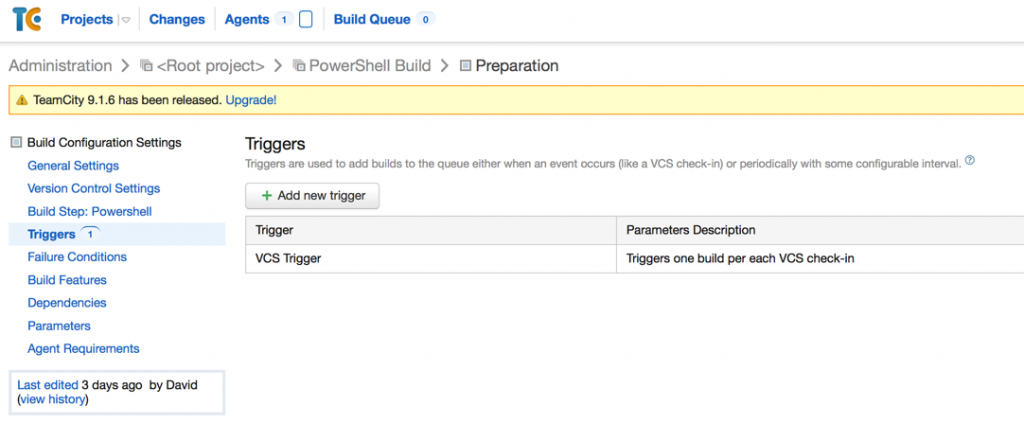 TC Projects Changes Agents 1 Build Queue 0
Administration > <Root project> > PowerShell Build > Preparation
TeamCity 9.1.6 has been released. Upgrade!
Build Configuration Settings
General Settings
Version Control Settings
Build Step: Powershell
Triggers 1
Failure Conditions
Build Features
Dependencies
Parameters
Agent Requirements
Last edited 3 days ago by David
(view history)
Triggers
Triggers are used to add builds to the queue either when an event occurs (like a VCS check-in) or periodically with some configurable interval. ?
+ Add new trigger
Trigger Parameters Description
VCS Trigger Triggers one build per each VCS check-in